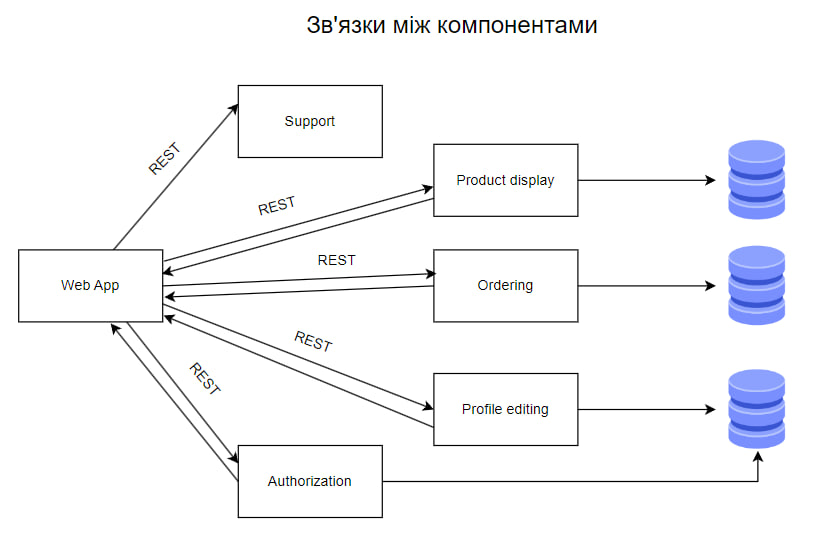 Зв'язки між компонентами
Support
REST
Product display
REST
REST
Web App
Ordering
REST
Profile editing
REST
Authorization